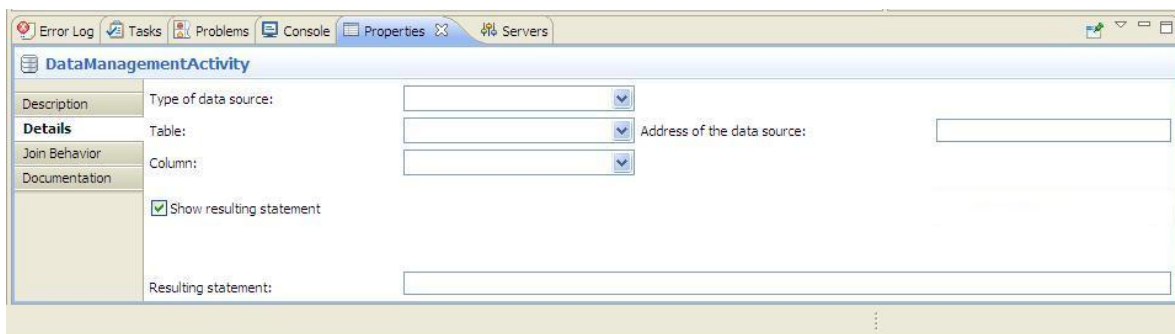 Error Log Tasks Problems Console Properties Servers
DataManagementActivity
Description
Details
Join Behavior
Documentation
Type of data source:
Table: Address of the data source:
Column:
Show resulting statement
Resulting statement: